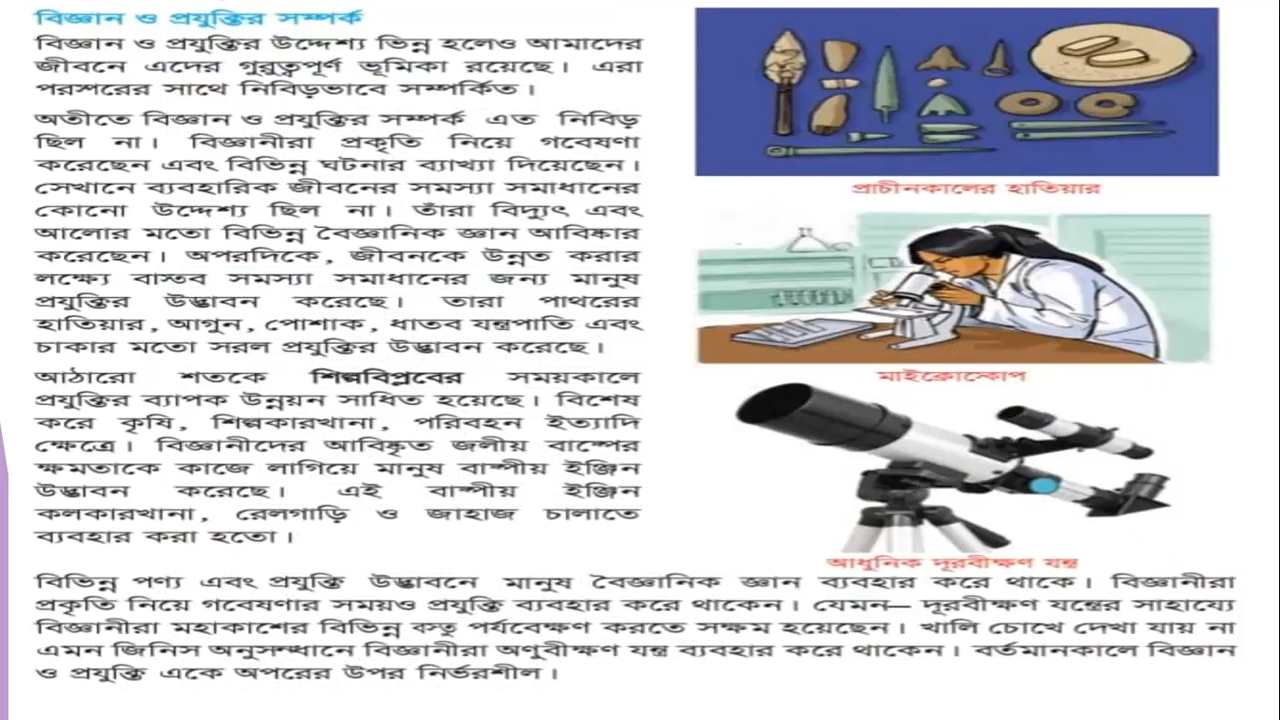 বিজ্ঞান ও প্রযুক্তির সম্পর্ক
বিজ্ঞান ও প্রযুক্তির উদ্দেশ্য ভিন্ন হলেও আমাদের
জীবনে এদের গুরুত্বপূর্ণ ভূমিকা রয়েছে। এরা
পরস্পরের সাথে নিবিড়ভাবে সম্পর্কিত।
অতীতে বিজ্ঞান ও প্রযুক্তির সম্পর্ক এত নিবিড়
ছিল না। বিজ্ঞানীরা প্রকৃতি নিয়ে গবেষণা
করেছেন এবং বিভিন্ন ঘটনার ব্যাখ্যা দিয়েছেন।
সেখানে ব্যবহারিক জীবনের সমস্যা সমাধানের
কোনো উদ্দেশ্য ছিল না। তাঁরা বিদ্যুৎ এবং
আলোর মতো বিভিন্ন বৈজ্ঞানিক জ্ঞান আবিষ্কার
করেছেন। অপরদিকে, জীবনকে উন্নত করার
লক্ষ্যে বাস্তব সমস্যা সমাধানের জন্য মানুষ
প্রযুক্তির উদ্ভাবন করেছে। তারা পাথরের
হাতিয়ার, আগুন, পোশাক, ধাতব যন্ত্রপাতি এবং
চাকার মতো সরল প্রযুক্তির উদ্ভাবন করেছে।
আঠারো শতকে শিল্পবিপ্লবের সময়কালে
প্রযুক্তির ব্যাপক উন্নয়ন সাধিত হয়েছে। বিশেষ
করে কৃষি, শিল্পকারখানা, পরিবহন ইত্যাদি
ক্ষেত্রে। বিজ্ঞানীদের আবিষ্কৃত জলীয় বাষ্পের
ক্ষমতাকে কাজে লাগিয়ে মানুষ বাষ্পীয় ইঞ্জিন
উদ্ভাবন করেছে। এই বাষ্পীয় ইঞ্জিন
কলকারখানা, রেলগাড়ি ও জাহাজ চালাতে
ব্যবহার করা হতো।
প্রাচীনকালের হাতিয়ার
মাইক্রোস্কোপ
আধুনিক দূরবীক্ষণ যন্ত্র
বিভিন্ন পণ্য এবং প্রযুক্তি উদ্ভাবনে মানুষ বৈজ্ঞানিক জ্ঞান ব্যবহার করে থাকে। বিজ্ঞানীরা
প্রকৃতি নিয়ে গবেষণার সময়ও প্রযুক্তি ব্যবহার করে থাকেন। যেমন— দূরবীক্ষণ যন্ত্রের সাহায্যে
বিজ্ঞানীরা মহাকাশের বিভিন্ন বস্তু পর্যবেক্ষণ করতে সক্ষম হয়েছেন। খালি চোখে দেখা যায় না
এমন জিনিস অনুসন্ধানে বিজ্ঞানীরা অণুবীক্ষণ যন্ত্র ব্যবহার করে থাকেন। বর্তমানকালে বিজ্ঞান
ও প্রযুক্তি একে অপরের উপর নির্ভরশীল।